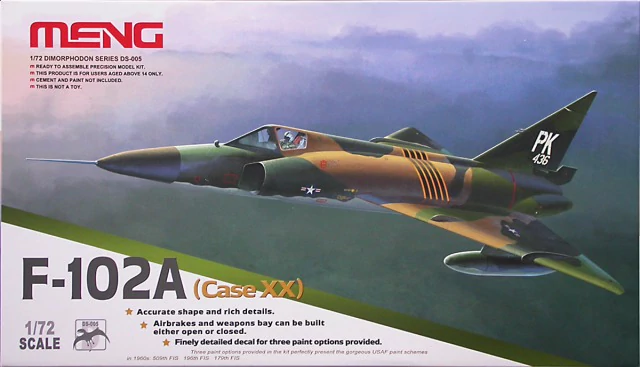 MENG
1/72 DIMORPHODON SERIES DS-005
m READY TO ASSEMBLE PRECISION MODEL KIT.
m THIS PRODUCT IS FOR USERS AGED ABOVE 14 ONLY.
m CEMENT AND PAINT NOT INCLUDED.
m THIS IS NOT A TOY.
PK
436
F-102A (Case XX)
1/72
SCALE
DS-005
★ Accurate shape and rich details.
★ Airbrakes and weapons bay can be built
either open or closed.
★ Finely detailed decal for three paint options provided.
Three paint options provided in the kit perfectly present the gorgeous USAF paint schemes
in 1960s: 509th FIS 196th FIS 179th FIS